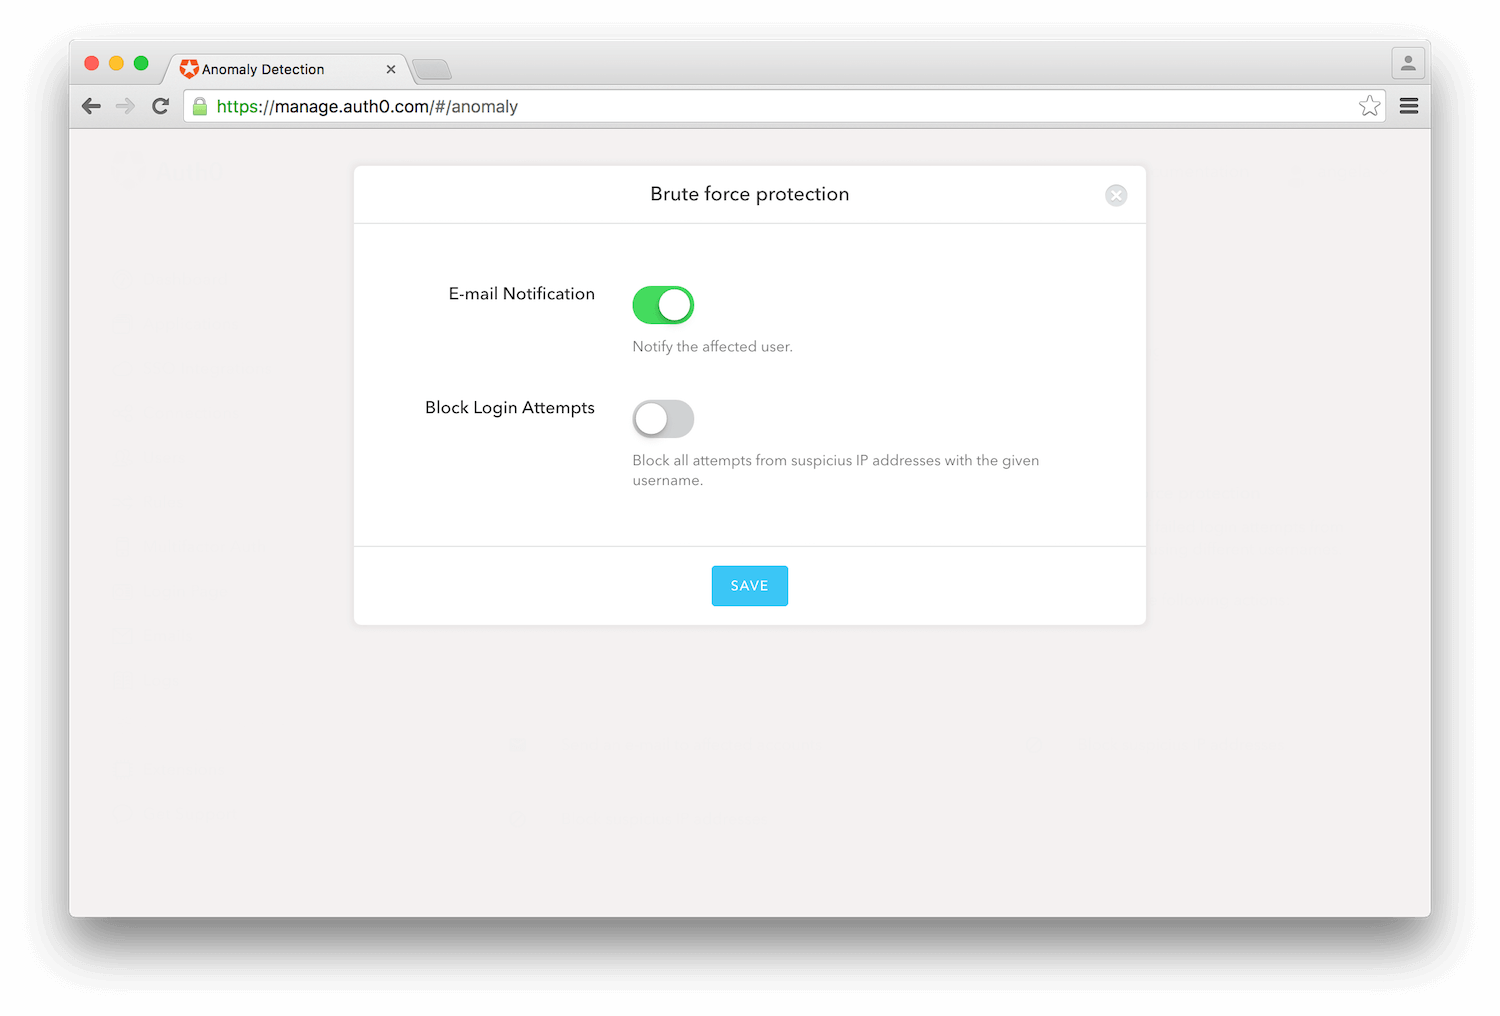 Anomaly Detection
https://manage.auth0.com/#/anomaly
Brute force protection
E-mail Notification
Notify the affected user.
Block Login Attempts
Block all attempts from suspicius IP addresses with the given
username.
SAVE